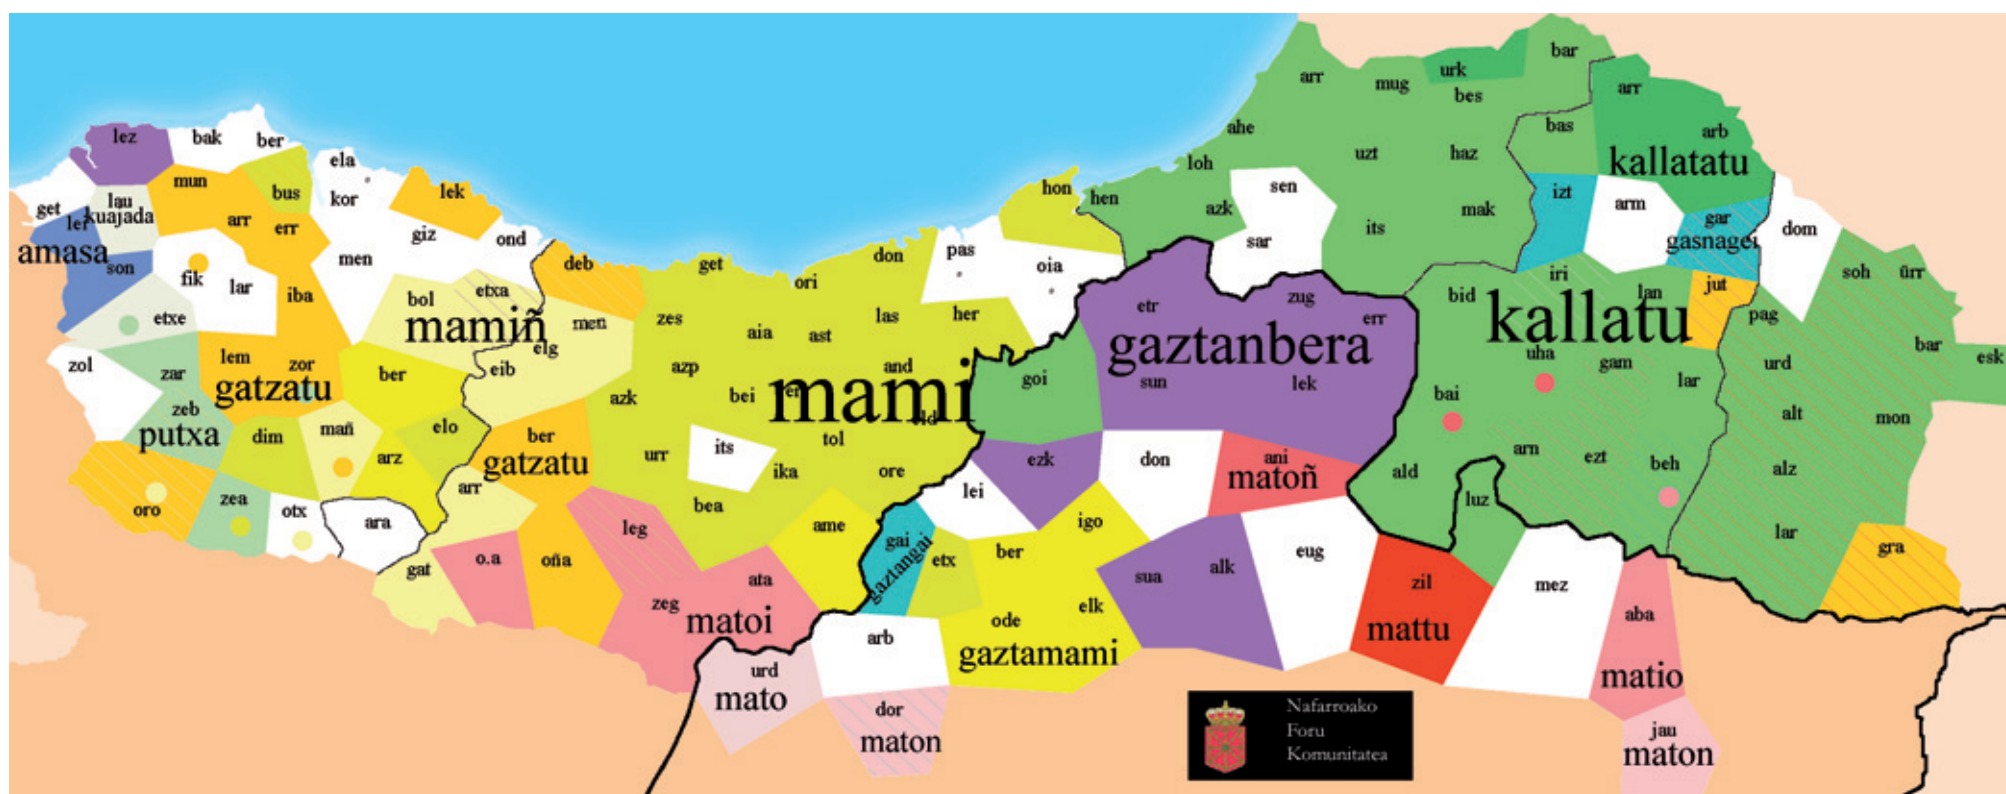 lez
bak
ber
ela
get
lau
kuajada
mun
bus
kor
lek
amasa
son
arr
err
giz
ond
fik
lar
men
iba
etxe
bol
etxa
mamiñ
deb
men
elg
eib
zol
zar
lem
zor
gatzatu
ber
zeb
putxa
dim
mañ
elo
arz
ber
gatzatu
oro
zea
otx
ara
arr
gat
o.a
oña
get
ori
don
pas
oia
hon
hen
zes
aia
ast
las
her
azp
bei
and
mami
azk
urr
its
tol
ika
ore
bea
leg
ame
ata
zeg
matoi
urd
mato
arb
dor
maton
gai
gaztangai
etx
lei
ezk
goi
etr
zug
err
gaztanbera
sun
lek
don
ani
matoñ
igo
ber
ode
elk
gaztamami
sua
alk
eug
zil
mattu
mez
aba
matio
jau
maton
arr
mug
urk
bes
bar
ahe
loh
uzt
haz
azk
sen
sar
its
mak
bas
arr
arb
kallatatu
izt
arm
gar
gasnagei
dom
bid
iri
lan
jut
kallatu
uha
gam
lar
bai
arn
ezt
beh
ald
luz
pag
soh
ürr
urd
bar
esk
alt
mon
alz
lar
gra
Nafarroako
Foru
Komunitatea